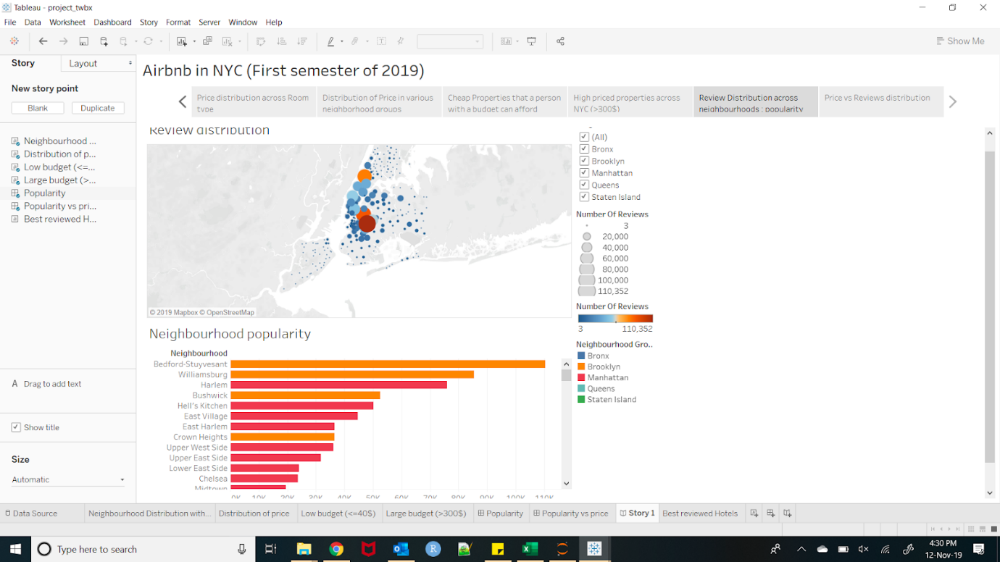 Tableau - project_twbx
File Data Worksheet Dashboard Story Format Server Window Help
Show Me
Story
Layout
New story point
Blank
Duplicate
Neighbourhood ...
Distribution of p...
Low budget (<=...
Large budget (>...
Popularity
Popularity vs pri...
Best reviewed H...
A Drag to add text
Show title
Size
Automatic
Airbnb in NYC (First semester of 2019)
Price distribution across Room
type
Distribution of Price in various
neighborhood groups
Cheap Properties that a person
with a budget can afford
High priced properties across
NYC (>300$)
Review Distribution across
neighbourhoods : popularity
Price vs Reviews distribution
Review distribution
© 2019 Mapbox © OpenStreetMap
(All)
Bronx
Brooklyn
Manhattan
Queens
Staten Island
Number Of Reviews
3
20,000
40,000
60,000
80,000
100,000
110,352
Number Of Reviews
3 110,352
Neighbourhood Gro..
Bronx
Brooklyn
Manhattan
Queens
Staten Island
Neighbourhood popularity
Neighbourhood
Bedford-Stuyvesant
Williamsburg
Harlem
Bushwick
Hell's Kitchen
East Village
East Harlem
Crown Heights
Upper West Side
Upper East Side
Lower East Side
Chelsea
Midtown
0K 10K 20K 30K 40K 50K 60K 70K 80K 90K 100K 110K
Data Source
Neighbourhood Distribution with...
Distribution of price
Low budget (<=40$)
Large budget (>300$)
Popularity
Popularity vs price
Story 1
Best reviewed Hotels
Type here to search
R
4:30 PM
12-Nov-19